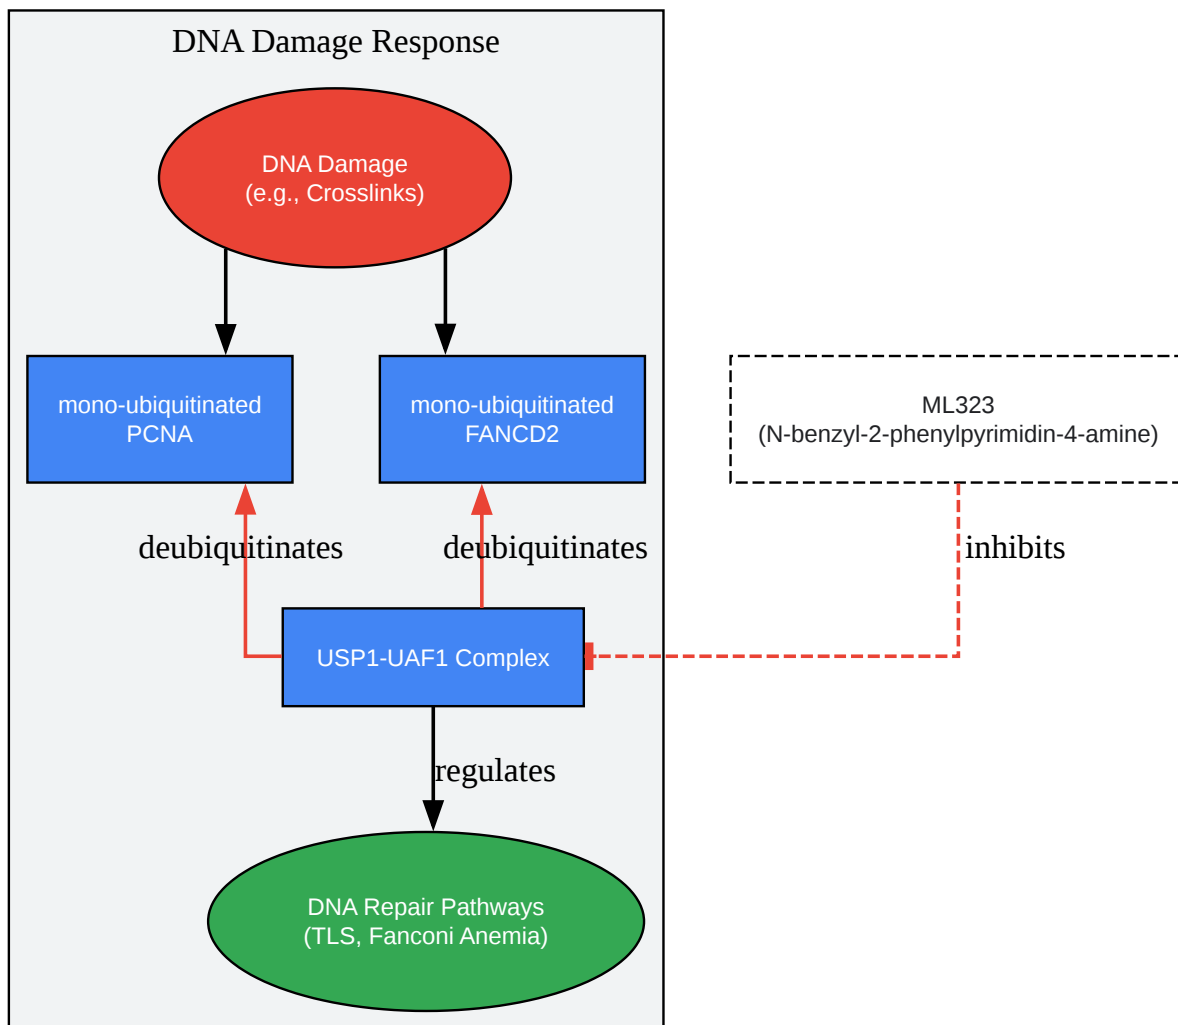 DNA Damage Response
DNA Damage
(e.g., Crosslinks)
mono-ubiquitinated
PCNA
mono-ubiquitinated
FANCD2
ML323
(N-benzyl-2-phenylpyrimidin-4-amine)
deubiquitinates
deubiquitinates
inhibits
USP1-UAF1 Complex
regulates
DNA Repair Pathways
(TLS, Fanconi Anemia)